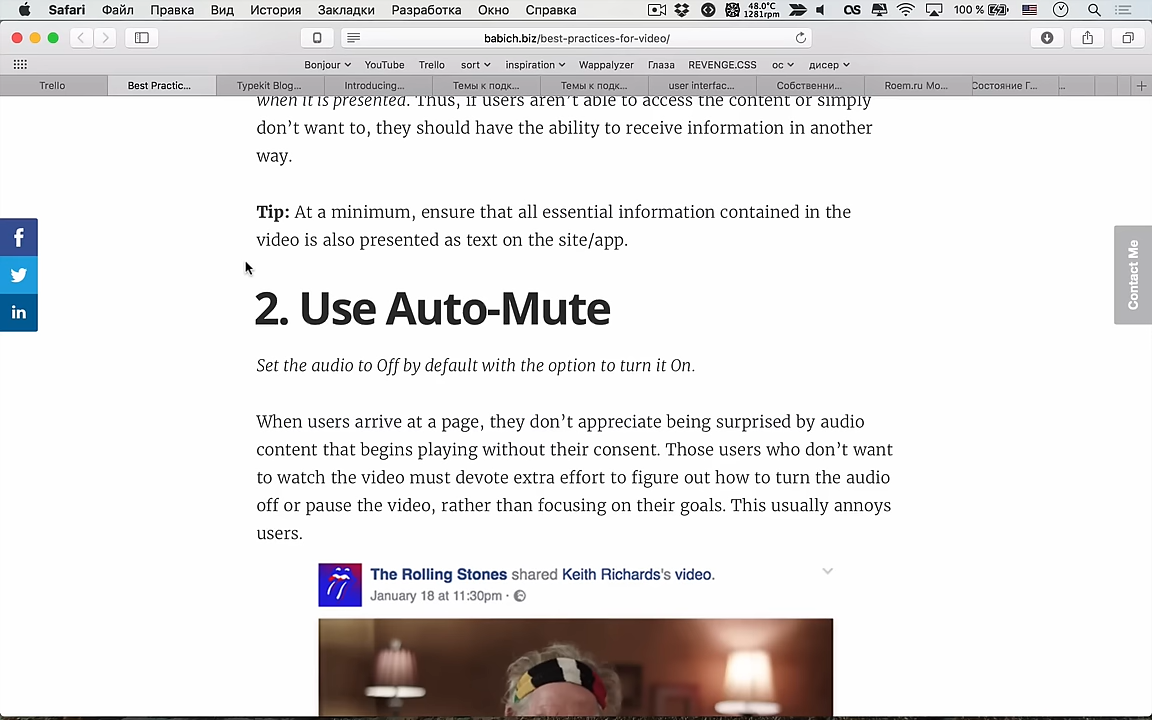 Safari Файл Правка Вид История Закладки Разработка Окно Справка 48.0°C 1281rpm 100 %
babich.biz/best-practices-for-video/
Bonjour YouTube Trello sort inspiration Wappalyzer Глаза REVENGE.CSS ос дисер
Trello Best Practic... Typekit Blog... Introducing... Темы к подк... Темы к подк... user interfac... Собственни... Roem.ru Mo... Состояние Г... ...
when it is presented. Thus, if users aren't able to access the content or simply
don't want to, they should have the ability to receive information in another
way.
Tip: At a minimum, ensure that all essential information contained in the
video is also presented as text on the site/app.
Contact Me
2. Use Auto-Mute
Set the audio to Off by default with the option to turn it On.
When users arrive at a page, they don't appreciate being surprised by audio
content that begins playing without their consent. Those users who don't want
to watch the video must devote extra effort to figure out how to turn the audio
off or pause the video, rather than focusing on their goals. This usually annoys
users.
The Rolling Stones shared Keith Richards's video.
January 18 at 11:30pm ·